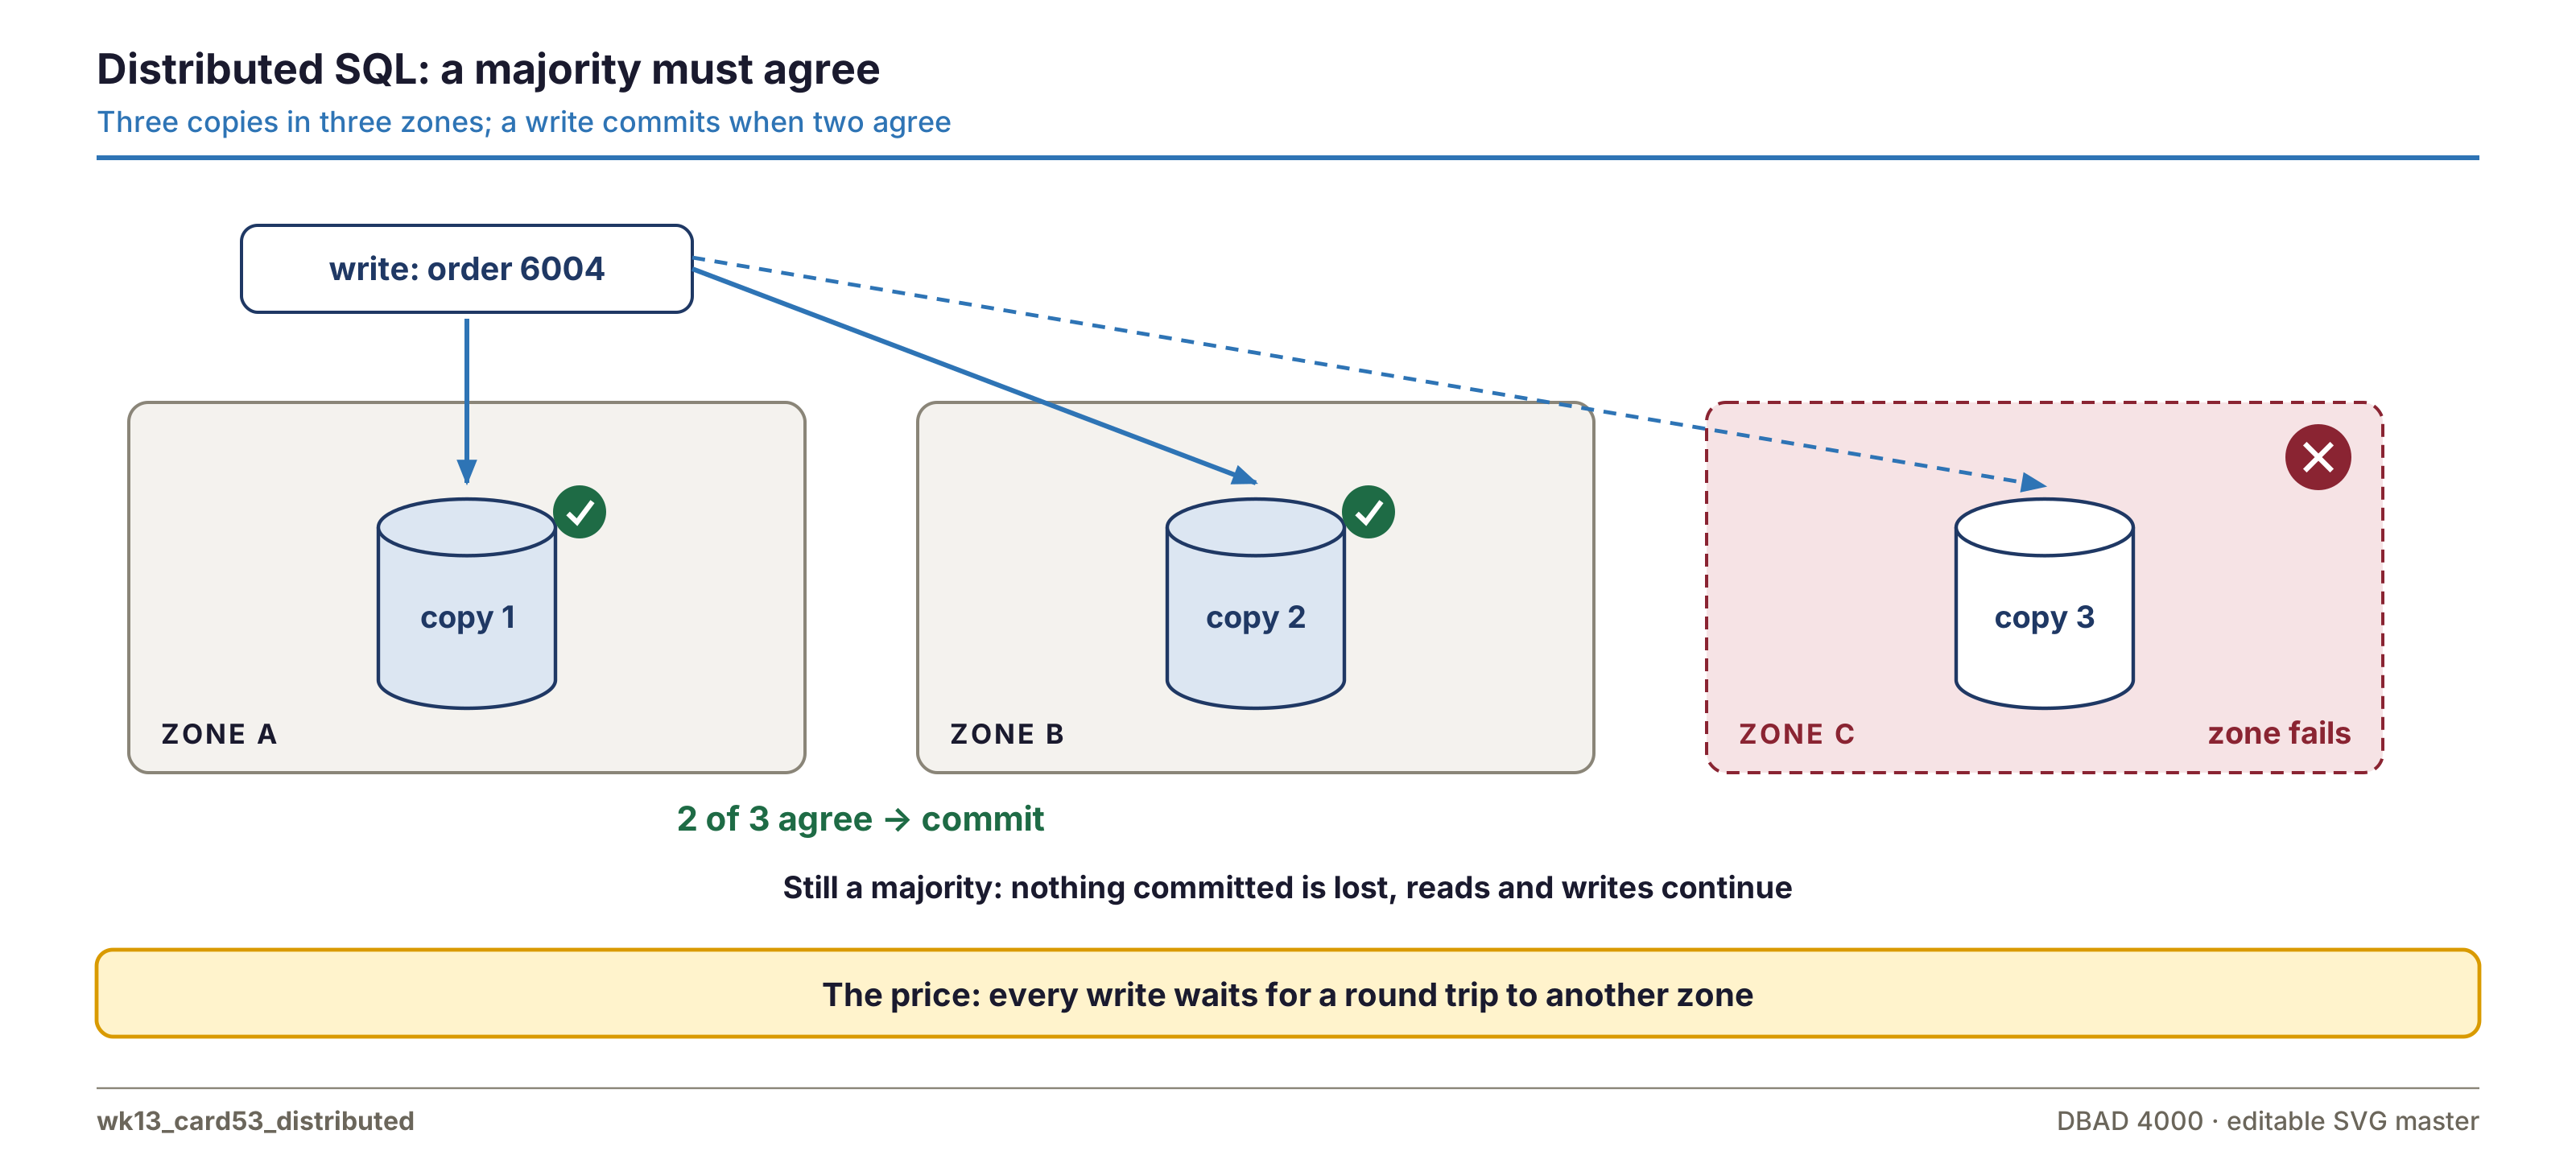 Distributed SQL: a majority must agree
Three copies in three zones; a write commits when two agree
write: order 6004
copy 1
copy 2
copy 3
ZONE A
ZONE B
ZONE C
zone fails
2 of 3 agree → commit
Still a majority: nothing committed is lost, reads and writes continue
The price: every write waits for a round trip to another zone
wk13_card53_distributed
DBAD 4000 · editable SVG master